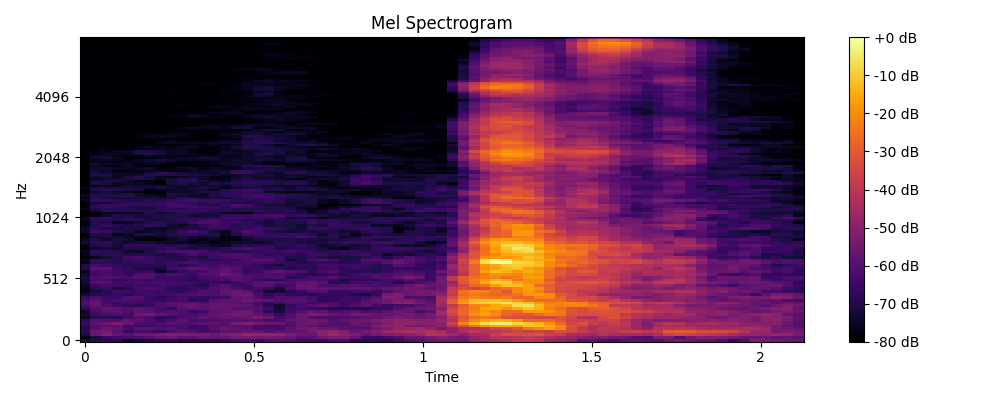 Mel Spectrogram
+0 dB
4096
-10 dB
-20 dB
2048
-30 dB
Hz
1024
-40 dB
-50 dB
512
-60 dB
-70 dB
0
-80 dB
0 0.5 1 1.5 2
Time